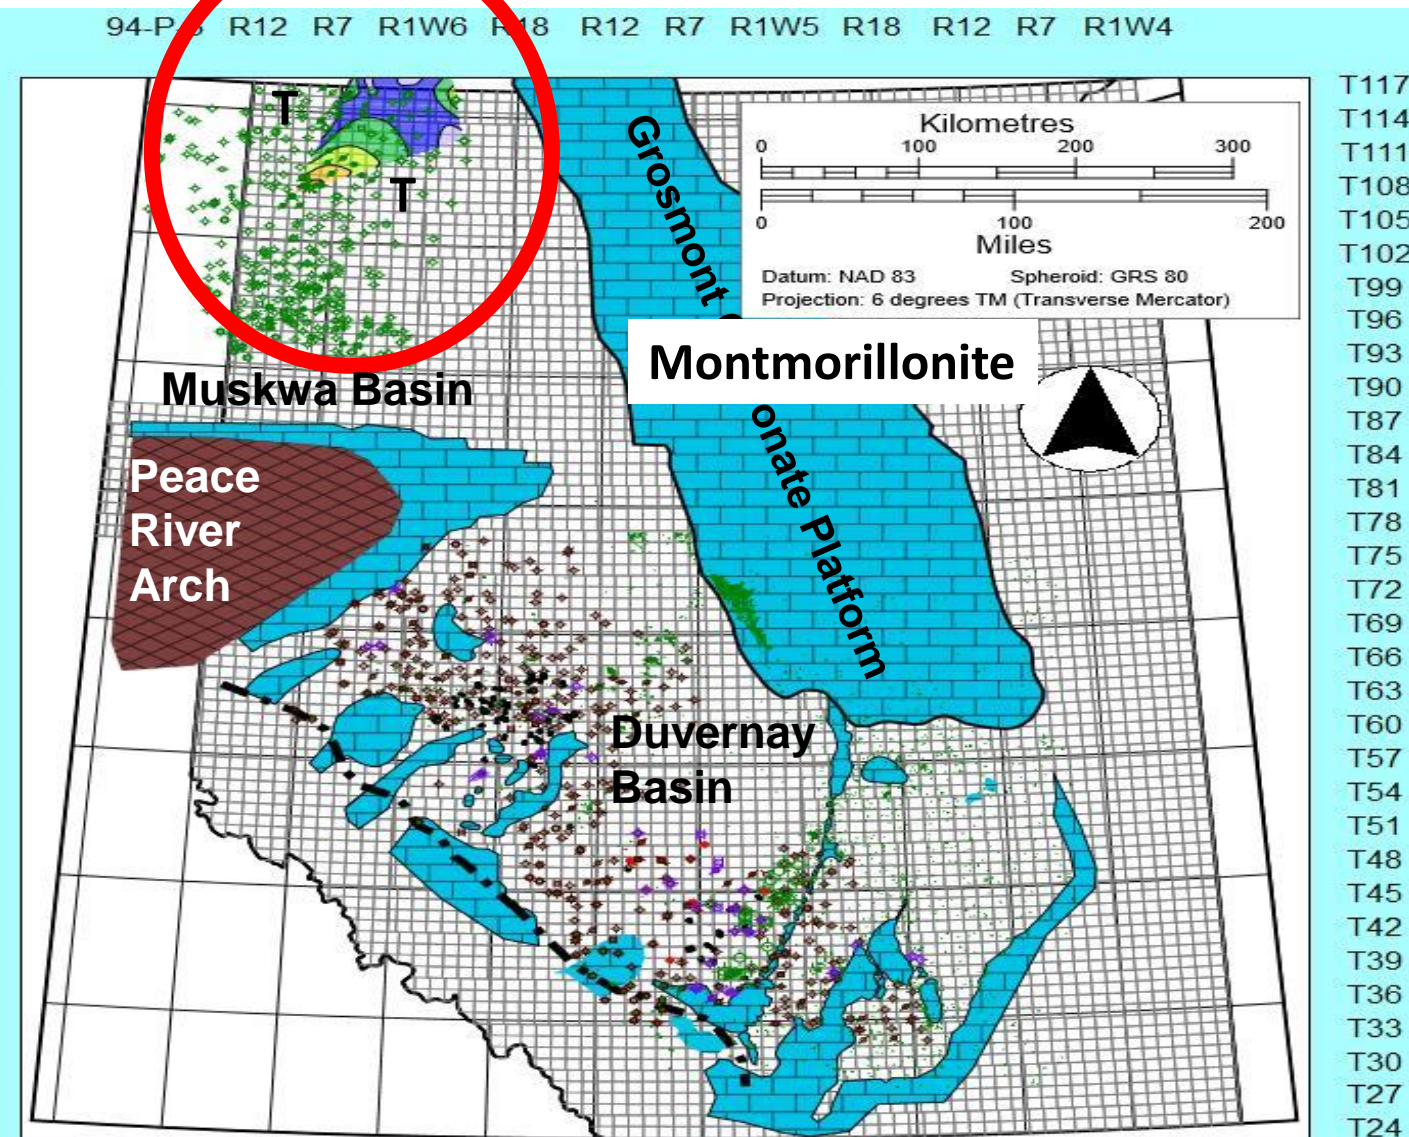 94-P-8 R12 R7 R1W6 R18 R12 R7 R1W5 R18 R12 R7 R1W4
T117
T114
T111
T108
T105
T102
T99
T96
T93
T90
T87
T84
T81
T78
T75
T72
T69
T66
T63
T60
T57
T54
T51
T48
T45
T42
T39
T36
T33
T30
T27
T24
T
T
Kilometres
0 100 200 300
0 100 200
Miles
Datum: NAD 83 Spheroid: GRS 80
Projection: 6 degrees TM (Transverse Mercator)
Grosmont
onate Platform
Montmorillonite
Muskwa Basin
Peace
River
Arch
Duvernay
Basin